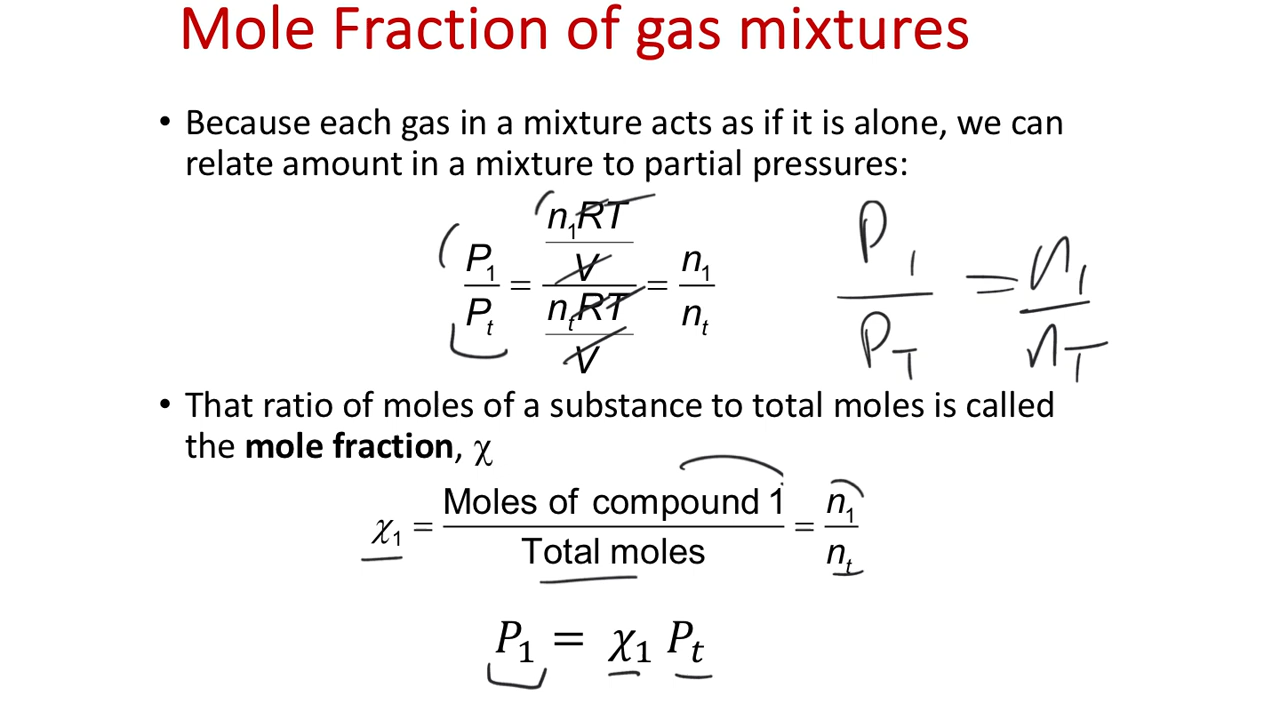 Mole Fraction of gas mixtures
• Because each gas in a mixture acts as if it is alone, we can
relate amount in a mixture to partial pressures:
P₁/Pₜ = (n₁RT/V)/(nₜRT/V) = n₁/nₜ
P₁/P_T = n₁/n_T
• That ratio of moles of a substance to total moles is called
the mole fraction, χ
χ₁ = Moles of compound 1/Total moles = n₁/nₜ
P₁ = χ₁ Pₜ